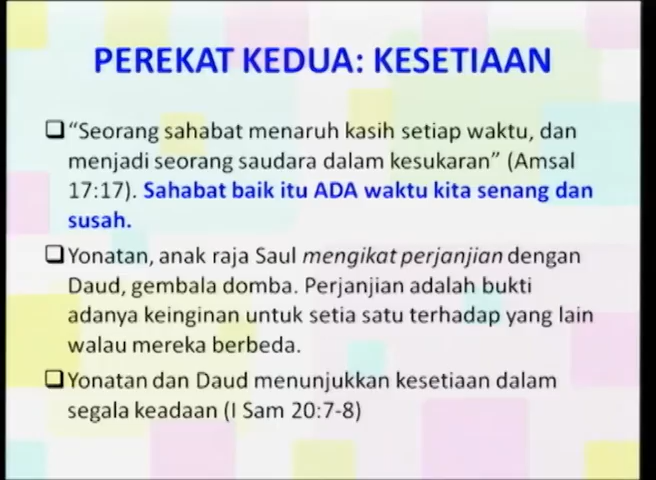 PEREKAT KEDUA: KESETIAAN
“Seorang sahabat menaruh kasih setiap waktu, dan
menjadi seorang saudara dalam kesukaran” (Amsal
17:17). Sahabat baik itu ADA waktu kita senang dan
susah.
Yonatan, anak raja Saul mengikat perjanjian dengan
Daud, gembala domba. Perjanjian adalah bukti
adanya keinginan untuk setia satu terhadap yang lain
walau mereka berbeda.
Yonatan dan Daud menunjukkan kesetiaan dalam
segala keadaan (I Sam 20:7-8)